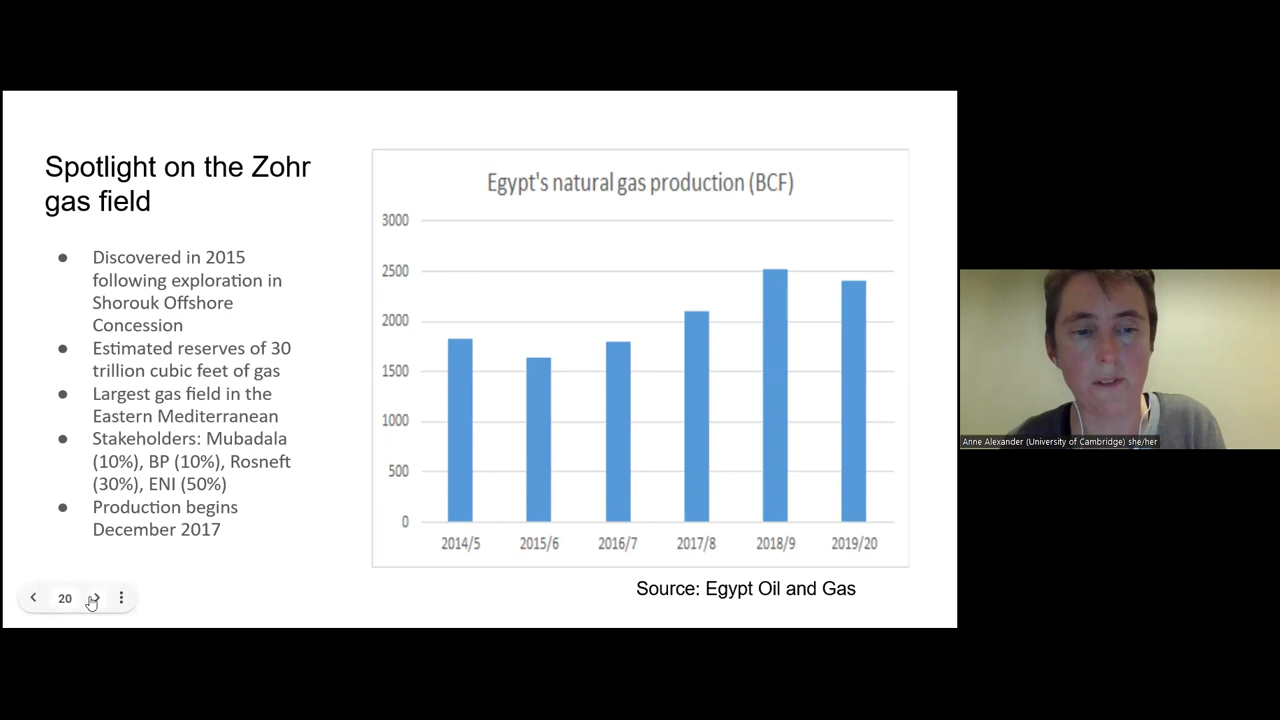 Spotlight on the Zohr
gas field
● Discovered in 2015
following exploration in
Shorouk Offshore
Concession
● Estimated reserves of 30
trillion cubic feet of gas
● Largest gas field in the
Eastern Mediterranean
● Stakeholders: Mubadala
(10%), BP (10%), Rosneft
(30%), ENI (50%)
● Production begins
December 2017
20
Egypt's natural gas production (BCF)
3000
2500
2000
1500
1000
500
0
2014/5 2015/6 2016/7 2017/8 2018/9 2019/20
Source: Egypt Oil and Gas
Anne Alexander (University of Cambridge) she/her